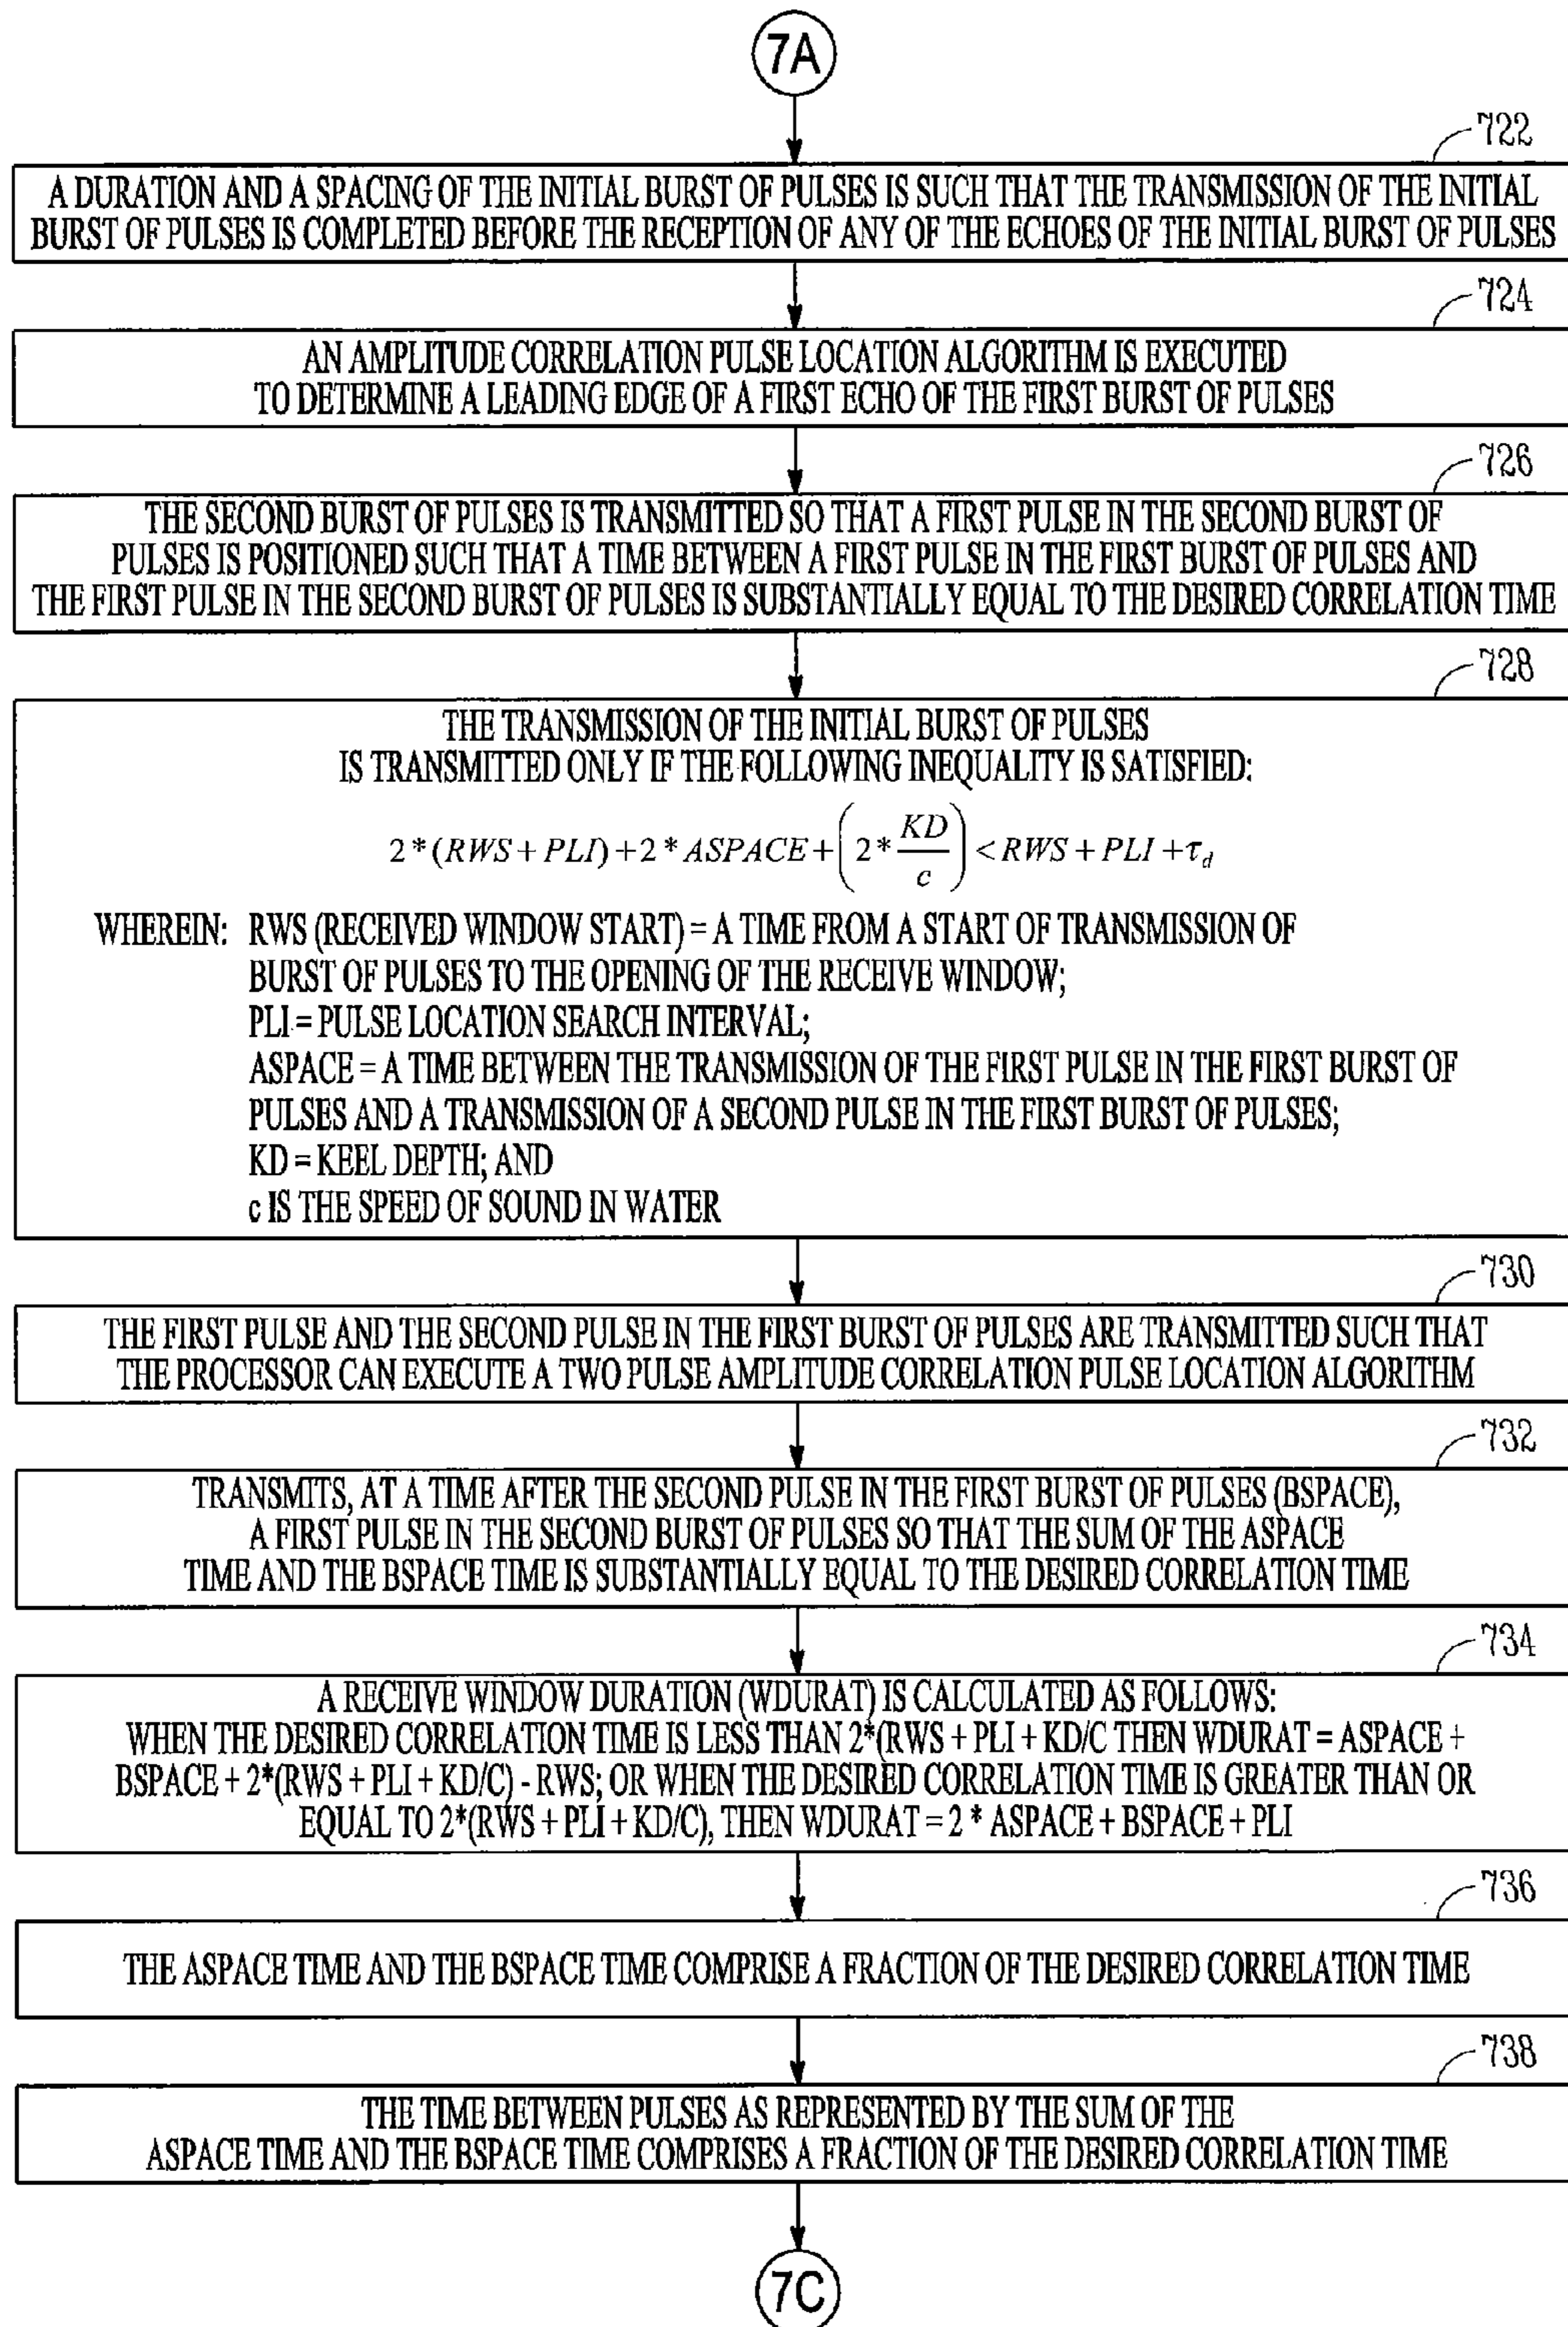 7A
722
A DURATION AND A SPACING OF THE INITIAL BURST OF PULSES IS SUCH THAT THE TRANSMISSION OF THE INITIAL
BURST OF PULSES IS COMPLETED BEFORE THE RECEPTION OF ANY OF THE ECHOES OF THE INITIAL BURST OF PULSES
724
AN AMPLITUDE CORRELATION PULSE LOCATION ALGORITHM IS EXECUTED
TO DETERMINE A LEADING EDGE OF A FIRST ECHO OF THE FIRST BURST OF PULSES
726
THE SECOND BURST OF PULSES IS TRANSMITTED SO THAT A FIRST PULSE IN THE SECOND BURST OF
PULSES IS POSITIONED SUCH THAT A TIME BETWEEN A FIRST PULSE IN THE FIRST BURST OF PULSES AND
THE FIRST PULSE IN THE SECOND BURST OF PULSES IS SUBSTANTIALLY EQUAL TO THE DESIRED CORRELATION TIME
728
THE TRANSMISSION OF THE INITIAL BURST OF PULSES
IS TRANSMITTED ONLY IF THE FOLLOWING INEQUALITY IS SATISFIED:
2*(RWS+PLI)+2*ASPACE+(2*KD/c)<RWS+PLI+τd
WHEREIN: RWS (RECEIVED WINDOW START) = A TIME FROM A START OF TRANSMISSION OF
BURST OF PULSES TO THE OPENING OF THE RECEIVE WINDOW;
PLI = PULSE LOCATION SEARCH INTERVAL;
ASPACE = A TIME BETWEEN THE TRANSMISSION OF THE FIRST PULSE IN THE FIRST BURST OF
PULSES AND A TRANSMISSION OF A SECOND PULSE IN THE FIRST BURST OF PULSES;
KD = KEEL DEPTH; AND
c IS THE SPEED OF SOUND IN WATER
730
THE FIRST PULSE AND THE SECOND PULSE IN THE FIRST BURST OF PULSES ARE TRANSMITTED SUCH THAT
THE PROCESSOR CAN EXECUTE A TWO PULSE AMPLITUDE CORRELATION PULSE LOCATION ALGORITHM
732
TRANSMITS, AT A TIME AFTER THE SECOND PULSE IN THE FIRST BURST OF PULSES (BSPACE),
A FIRST PULSE IN THE SECOND BURST OF PULSES SO THAT THE SUM OF THE ASPACE
TIME AND THE BSPACE TIME IS SUBSTANTIALLY EQUAL TO THE DESIRED CORRELATION TIME
734
A RECEIVE WINDOW DURATION (WDURAT) IS CALCULATED AS FOLLOWS:
WHEN THE DESIRED CORRELATION TIME IS LESS THAN 2*(RWS + PLI + KD/C THEN WDURAT = ASPACE +
BSPACE + 2*(RWS + PLI + KD/C) - RWS; OR WHEN THE DESIRED CORRELATION TIME IS GREATER THAN OR
EQUAL TO 2*(RWS + PLI + KD/C), THEN WDURAT = 2 * ASPACE + BSPACE + PLI
736
THE ASPACE TIME AND THE BSPACE TIME COMPRISE A FRACTION OF THE DESIRED CORRELATION TIME
738
THE TIME BETWEEN PULSES AS REPRESENTED BY THE SUM OF THE
ASPACE TIME AND THE BSPACE TIME COMPRISES A FRACTION OF THE DESIRED CORRELATION TIME
7C